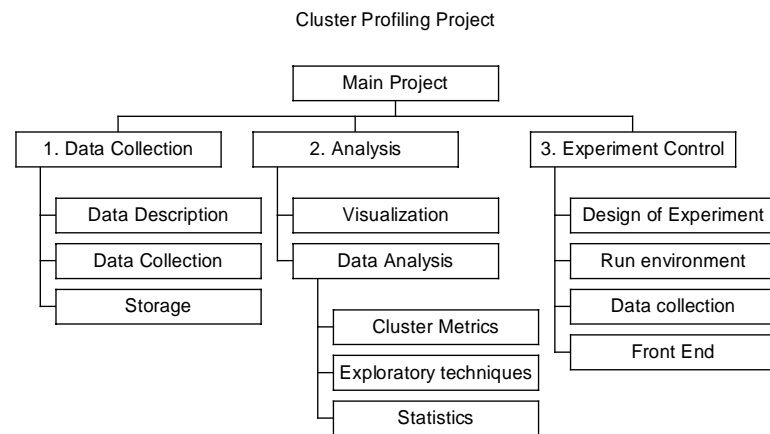 Cluster Profiling Project
Main Project
1. Data Collection
2. Analysis
3. Experiment Control
Data Description
Data Collection
Storage
Visualization
Data Analysis
Cluster Metrics
Exploratory techniques
Statistics
Design of Experiment
Run environment
Data collection
Front End